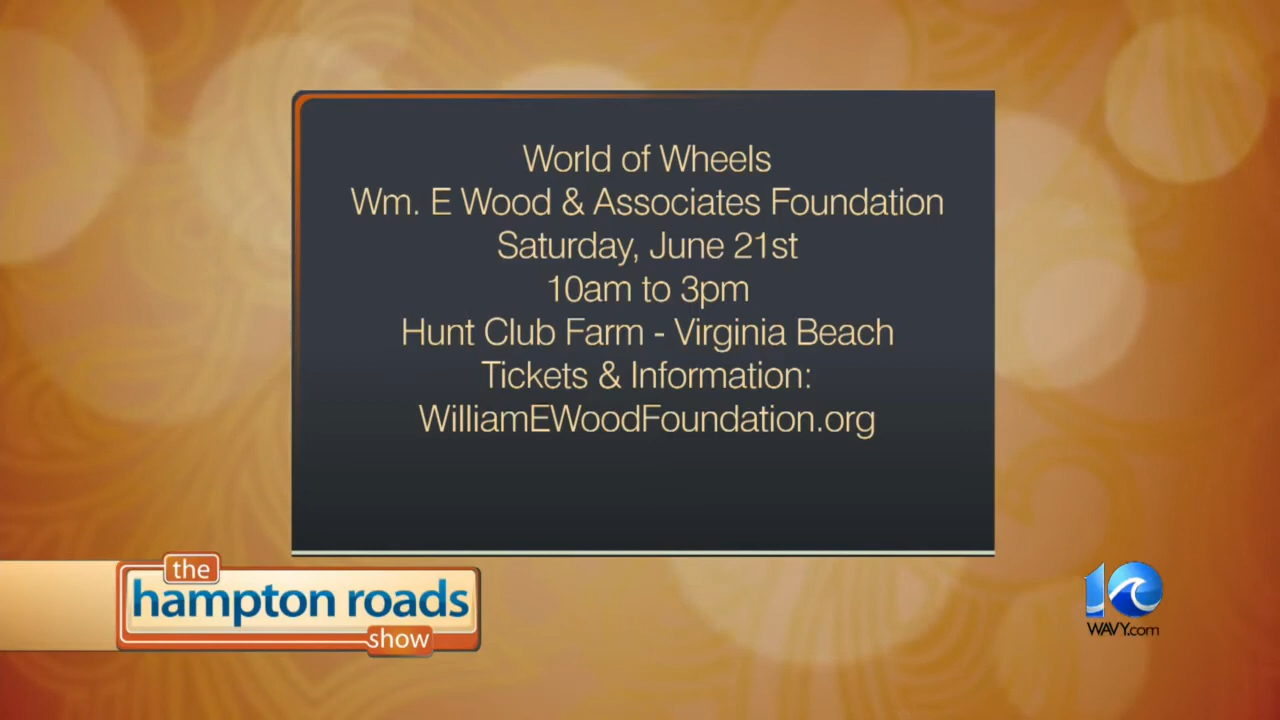 World of Wheels
Wm. E Wood & Associates Foundation
Saturday, June 21st
10am to 3pm
Hunt Club Farm - Virginia Beach
Tickets & Information:
WilliamEWoodFoundation.org
the
hampton roads
show
10
WAVY.com